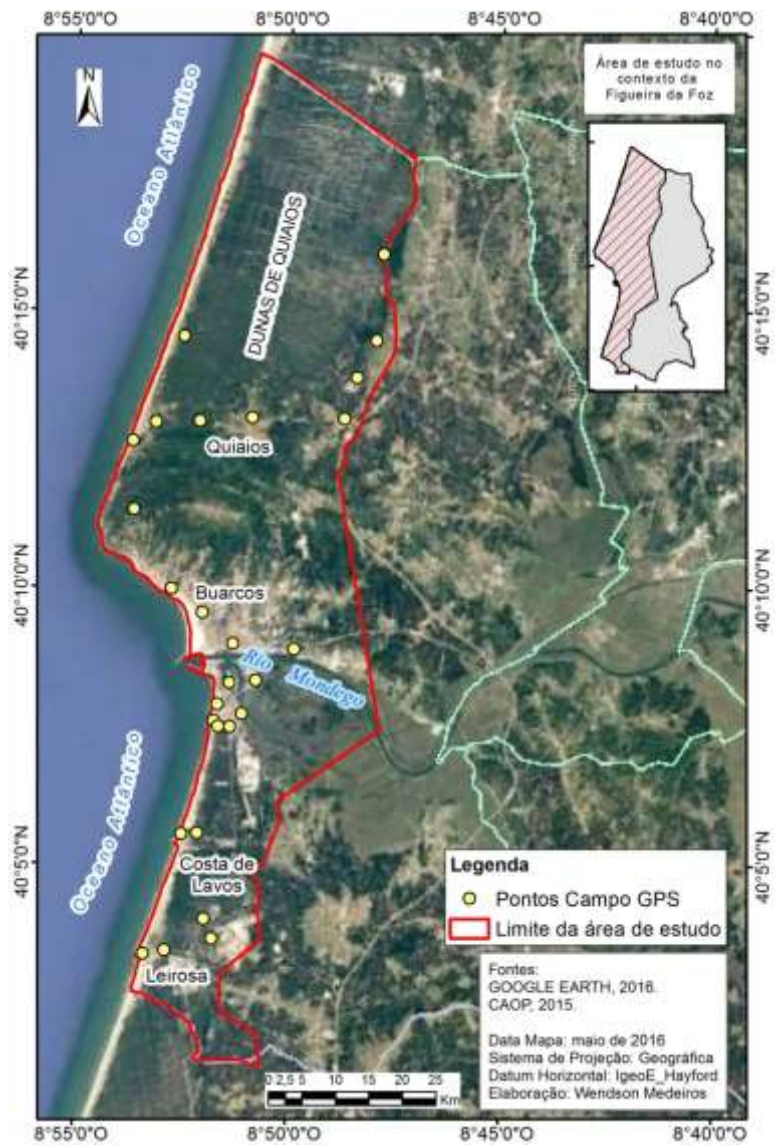 8°55'0"O 8°50'0"O 8°45'0"O 8°40'0"O
N
Oceano Atlântico
Área de estudo no
contexto da
Figueira da Foz
DUNAS DE QUIAIOS
40°15'0"N
40°15'0"N
Quiaios
40°10'0"N
40°10'0"N
Buarcos
Rio Mondego
Oceano Atlântico
40°5'0"N
40°5'0"N
Costa de
Lavos
Leirosa
Legenda
Pontos Campo GPS
Limite da área de estudo
Fontes:
GOOGLE EARTH, 2016.
CAOP, 2015.
Data Mapa: maio de 2016
Sistema de Projeção: Geográfica
Datum Horizontal: IgeoE_Hayford
Elaboração: Wendson Medeiros
0 2,5 5 10 15 20 25
Km
8°55'0"O 8°50'0"O 8°45'0"O 8°40'0"O